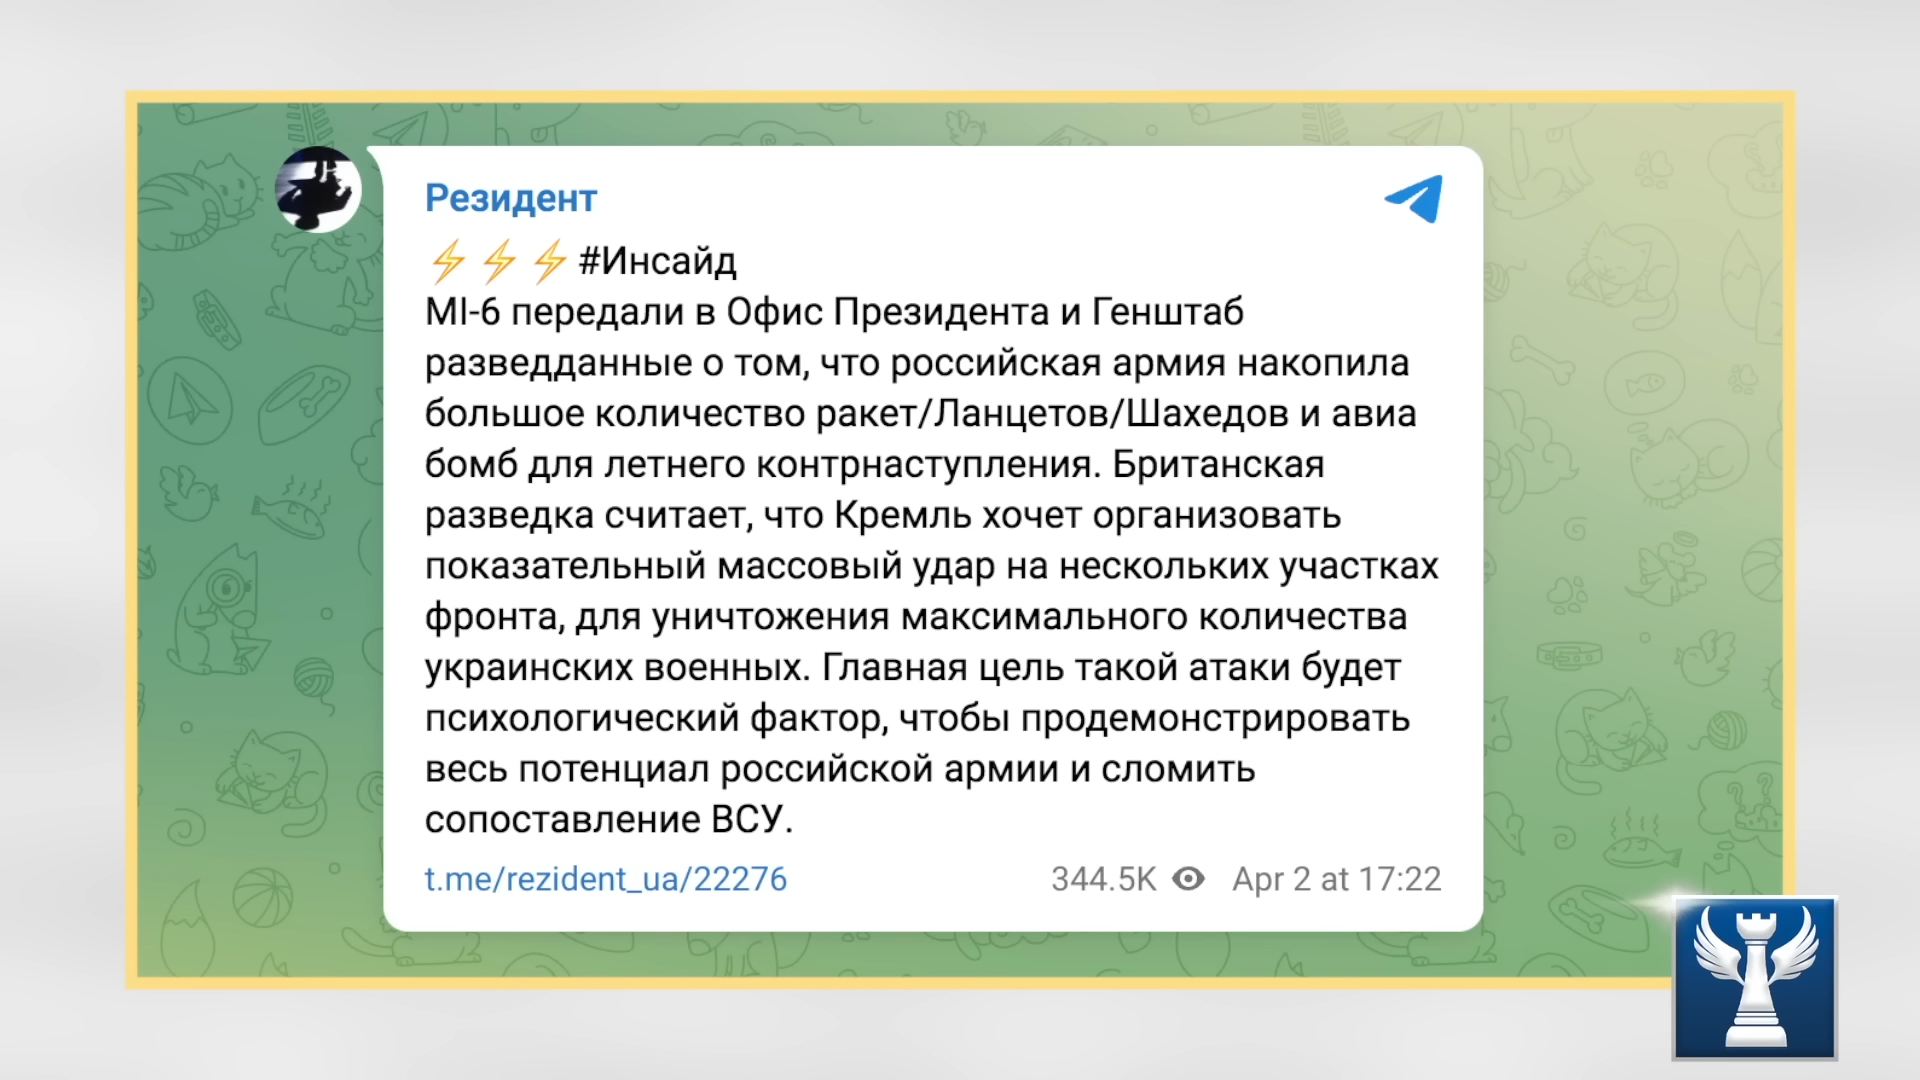 Резидент
⚡⚡⚡#Инсайд
MI-6 передали в Офис Президента и Генштаб
разведданные о том, что российская армия накопила
большое количество ракет/Ланцетов/Шахедов и авиа
бомб для летнего контрнаступления. Британская
разведка считает, что Кремль хочет организовать
показательный массовый удар на нескольких участках
фронта, для уничтожения максимального количества
украинских военных. Главная цель такой атаки будет
психологический фактор, чтобы продемонстрировать
весь потенциал российской армии и сломить
сопоставление ВСУ.
t.me/rezident_ua/22276 344.5K Apr 2 at 17:22